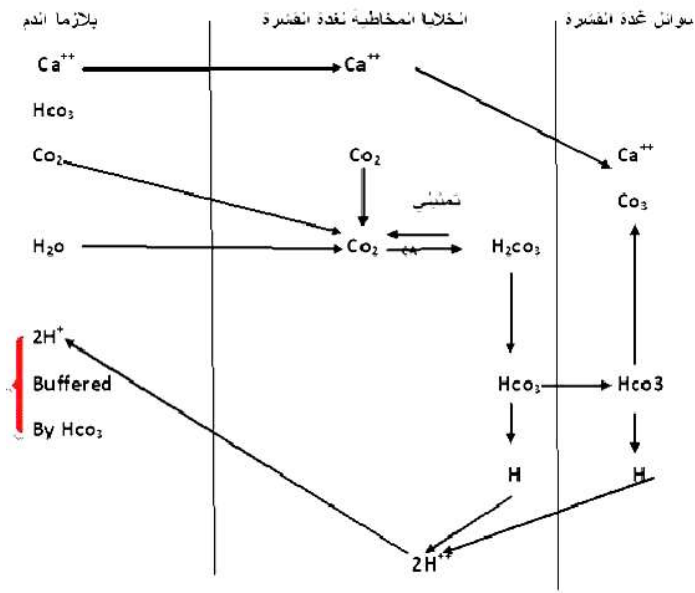 بلازما الدم الخلايا المخاطية لغدة القشرة سوائل غدة القشرة
Ca⁺⁺ Ca⁺⁺
Hco₃
Co₂ Co₂ Ca⁺⁺
تمثيلي Co₃
H₂o Co₂ CA H₂co₃
2H⁺
Buffered Hco₃ Hco3
By Hco₃
H H
2H⁺⁺